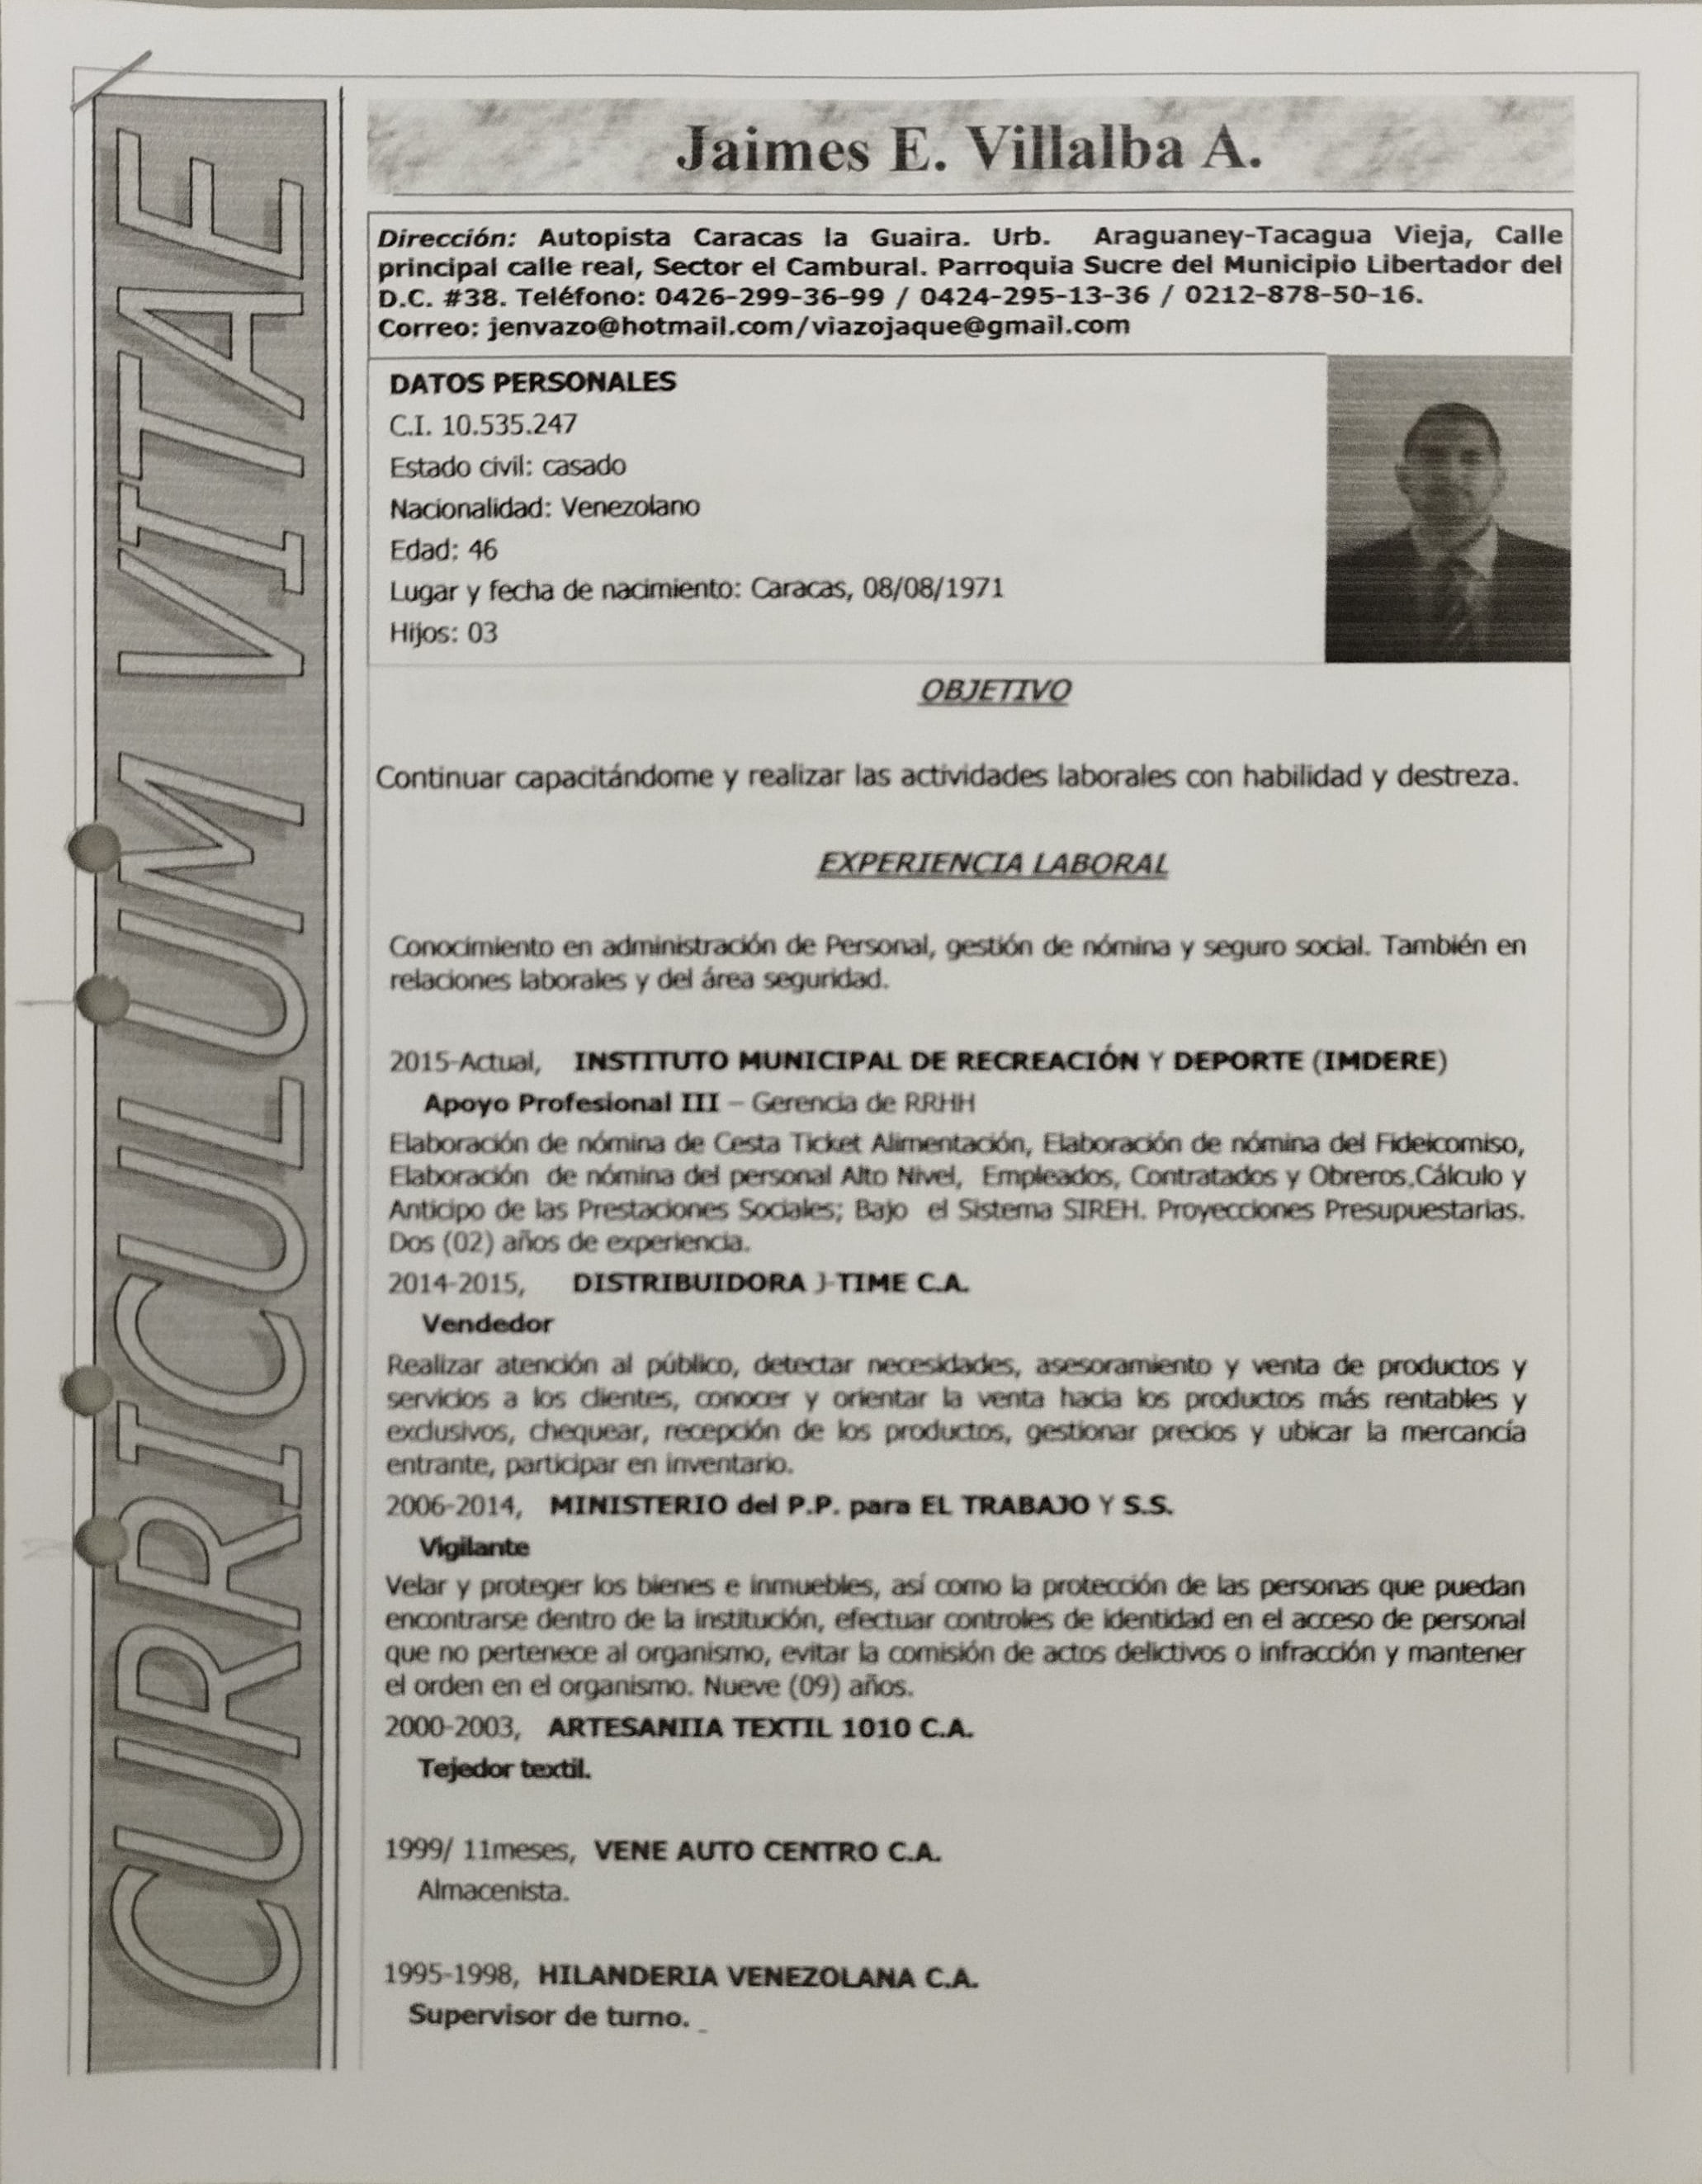 CURRICULUM VITAE
Jaimes E. Villalba A.
Dirección: Autopista Caracas la Guaira. Urb. Araguaney-Tacagua Vieja, Calle
principal calle real, Sector el Cambural. Parroquia Sucre del Municipio Libertador del
D.C. #38. Teléfono: 0426-299-36-99 / 0424-295-13-36 / 0212-878-50-16.
Correo: jenvazo@hotmail.com/viazojaque@gmail.com
DATOS PERSONALES
C.I. 10.535.247
Estado civil: casado
Nacionalidad: Venezolano
Edad: 46
Lugar y fecha de nacimiento: Caracas, 08/08/1971
Hijos: 03
OBJETIVO
Continuar capacitándome y realizar las actividades laborales con habilidad y destreza.
EXPERIENCIA LABORAL
Conocimiento en administración de Personal, gestión de nómina y seguro social. También en
relaciones laborales y del área seguridad.
2015-Actual, INSTITUTO MUNICIPAL DE RECREACIÓN Y DEPORTE (IMDERE)
Apoyo Profesional III – Gerencia de RRHH
Elaboración de nómina de Cesta Ticket Alimentación, Elaboración de nómina del Fideicomiso,
Elaboración de nómina del personal Alto Nivel, Empleados, Contratados y Obreros.Cálculo y
Anticipo de las Prestaciones Sociales; Bajo el Sistema SIREH. Proyecciones Presupuestarias.
Dos (02) años de experiencia.
2014-2015, DISTRIBUIDORA J-TIME C.A.
Vendedor
Realizar atención al público, detectar necesidades, asesoramiento y venta de productos y
servicios a los clientes, conocer y orientar la venta hacia los productos más rentables y
exclusivos, chequear, recepción de los productos, gestionar precios y ubicar la mercancía
entrante, participar en inventario.
2006-2014, MINISTERIO del P.P. para EL TRABAJO Y S.S.
Vigilante
Velar y proteger los bienes e inmuebles, así como la protección de las personas que puedan
encontrarse dentro de la institución, efectuar controles de identidad en el acceso de personal
que no pertenece al organismo, evitar la comisión de actos delictivos o infracción y mantener
el orden en el organismo. Nueve (09) años.
2000-2003, ARTESANIIA TEXTIL 1010 C.A.
Tejedor textil.
1999/ 11meses, VENE AUTO CENTRO C.A.
Almacenista.
1995-1998, HILANDERIA VENEZOLANA C.A.
Supervisor de turno.